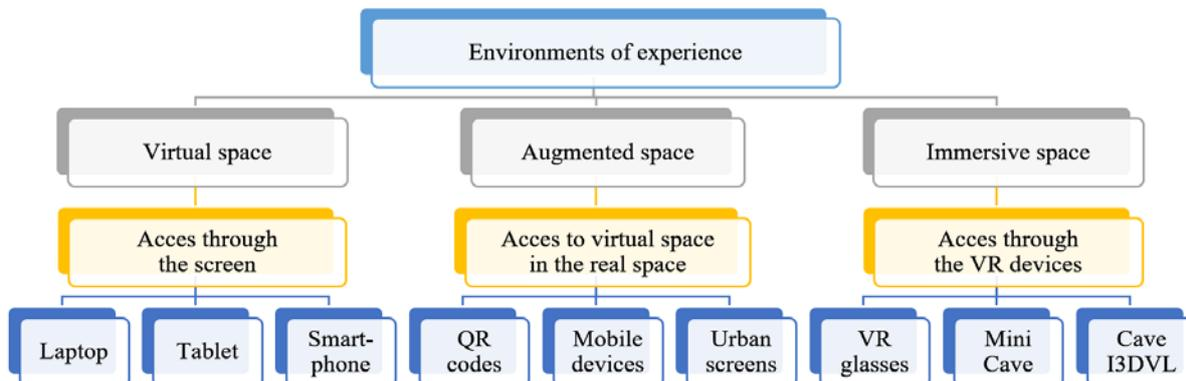 Environments of experience
Virtual space
Augmented space
Immersive space
Acces through
the screen
Acces to virtual space
in the real space
Acces through
the VR devices
Laptop
Tablet
Smart-
phone
QR
codes
Mobile
devices
Urban
screens
VR
glasses
Mini
Cave
Cave
I3DVL